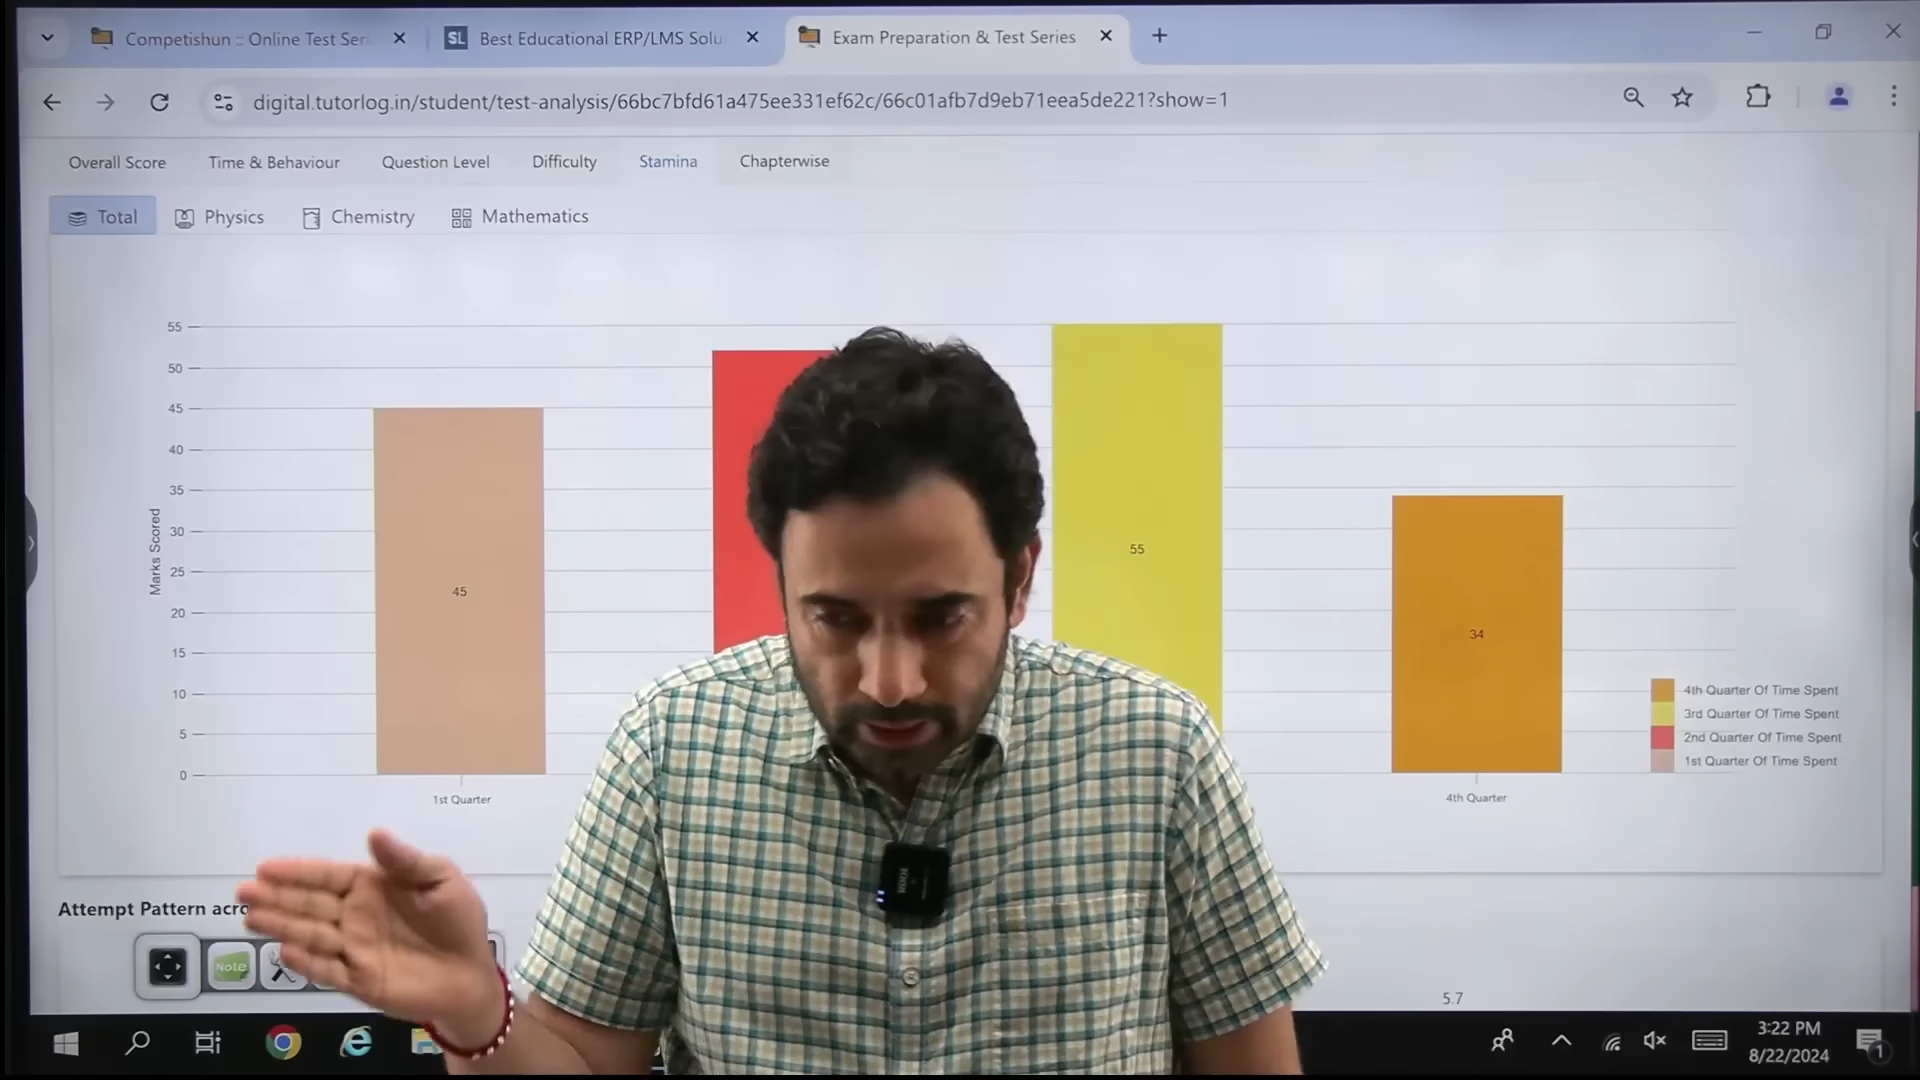 Competishun :: Online Test Ser
SL Best Educational ERP/LMS Solu
Exam Preparation & Test Series
digital.tutorlog.in/student/test-analysis/66bc7bfd61a475ee331ef62c/66c01afb7d9eb71eea5de221?show=1
Overall Score Time & Behaviour Question Level Difficulty Stamina Chapterwise
Total Physics Chemistry Mathematics
55
50
45
40
35
30
25
20
15
10
5
0
Marks Scored
45
55
34
4th Quarter Of Time Spent
3rd Quarter Of Time Spent
2nd Quarter Of Time Spent
1st Quarter Of Time Spent
1st Quarter
4th Quarter
Attempt Pattern acro
Note
RODE
5.7
3:22 PM
8/22/2024
1